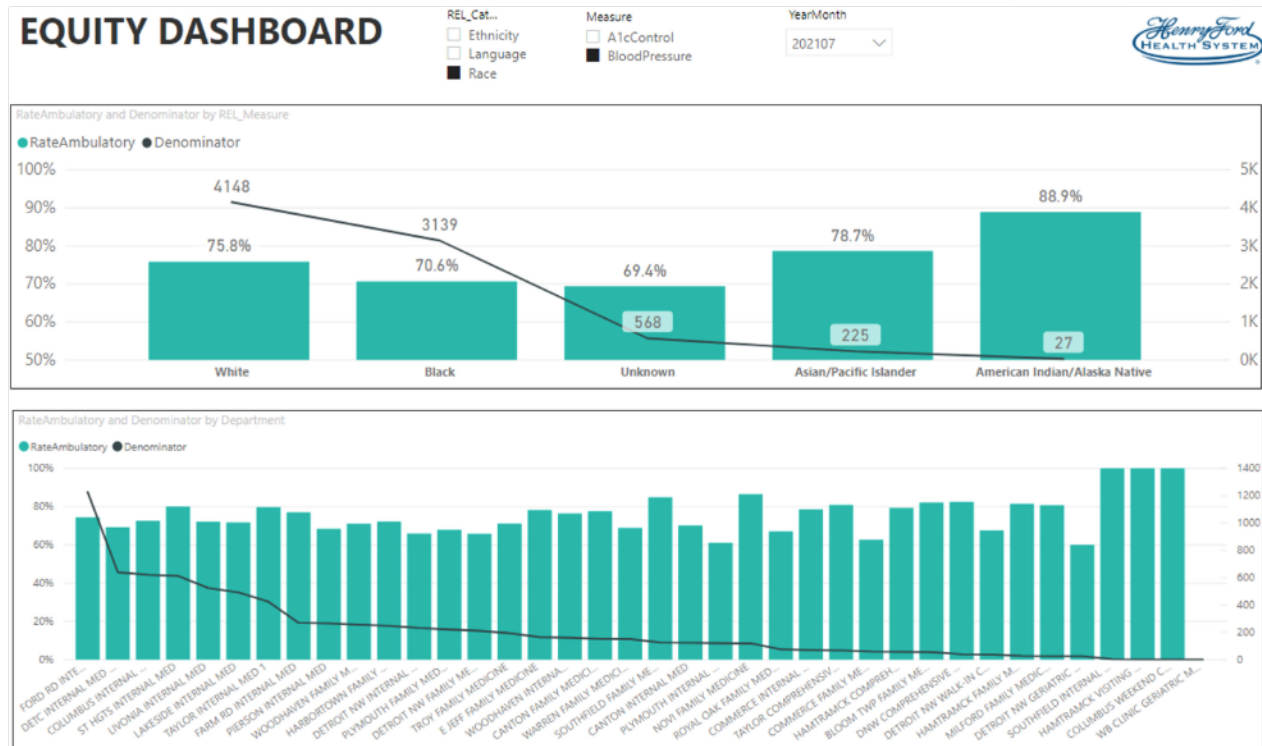 EQUITY DASHBOARD
REL_Cat...
Ethnicity
Language
Race
Measure
A1cControl
BloodPressure
YearMonth
202107
Henry Ford
HEALTH SYSTEM
RateAmbulatory and Denominator by REL_Measure
RateAmbulatory Denominator
100%
90%
80%
70%
60%
50%
5K
4K
3K
2K
1K
0K
4148
3139
568
225
27
75.8%
70.6%
69.4%
78.7%
88.9%
White
Black
Unknown
Asian/Pacific Islander
American Indian/Alaska Native
RateAmbulatory and Denominator by Department
RateAmbulatory Denominator
100%
80%
60%
40%
20%
0%
1400
1200
1000
800
600
400
200
0
FORD RD INTE...
DETC INTERNAL MED ...
COLUMBUS INTERNAL ...
ST HGTS INTERNAL MED
LIVONIA INTERNAL MED
LAKESIDE INTERNAL MED
TAYLOR INTERNAL MED 1
FARM RD INTERNAL MED
PIERSON INTERNAL MED
WOODHAVEN FAMILY M...
HARBORTOWN FAMILY ...
DETROIT NW INTERNAL ...
PLYMOUTH FAMILY MED...
DETROIT NW FAMILY ME...
TROY FAMILY MEDICINE
E JEFF FAMILY MEDICINE
WOODHAVEN INTERNA...
CANTON FAMILY MEDICI...
WARREN FAMILY MEDICI...
SOUTHFIELD FAMILY ME...
CANTON INTERNAL MED
PLYMOUTH INTERNAL ...
NOVI FAMILY MEDICINE
ROYAL OAK FAMILY MED...
COMMERCE INTERNAL...
TAYLOR COMPREHENSIV...
COMMERCE FAMILY ME...
HAMTRAMCK COMPREH...
BLOOM TWP FAMILY ME...
DNW COMPREHENSIVE ...
DETROIT NW WALK-IN C...
HAMTRAMCK FAMILY M...
MILFORD FAMILY MEDIC...
DETROIT NW GERIATRIC ...
SOUTHFIELD INTERNAL...
HAMTRAMCK VISITING ...
COLUMBUS WEEKEND C...
WB CLINIC GERIATRIC M...